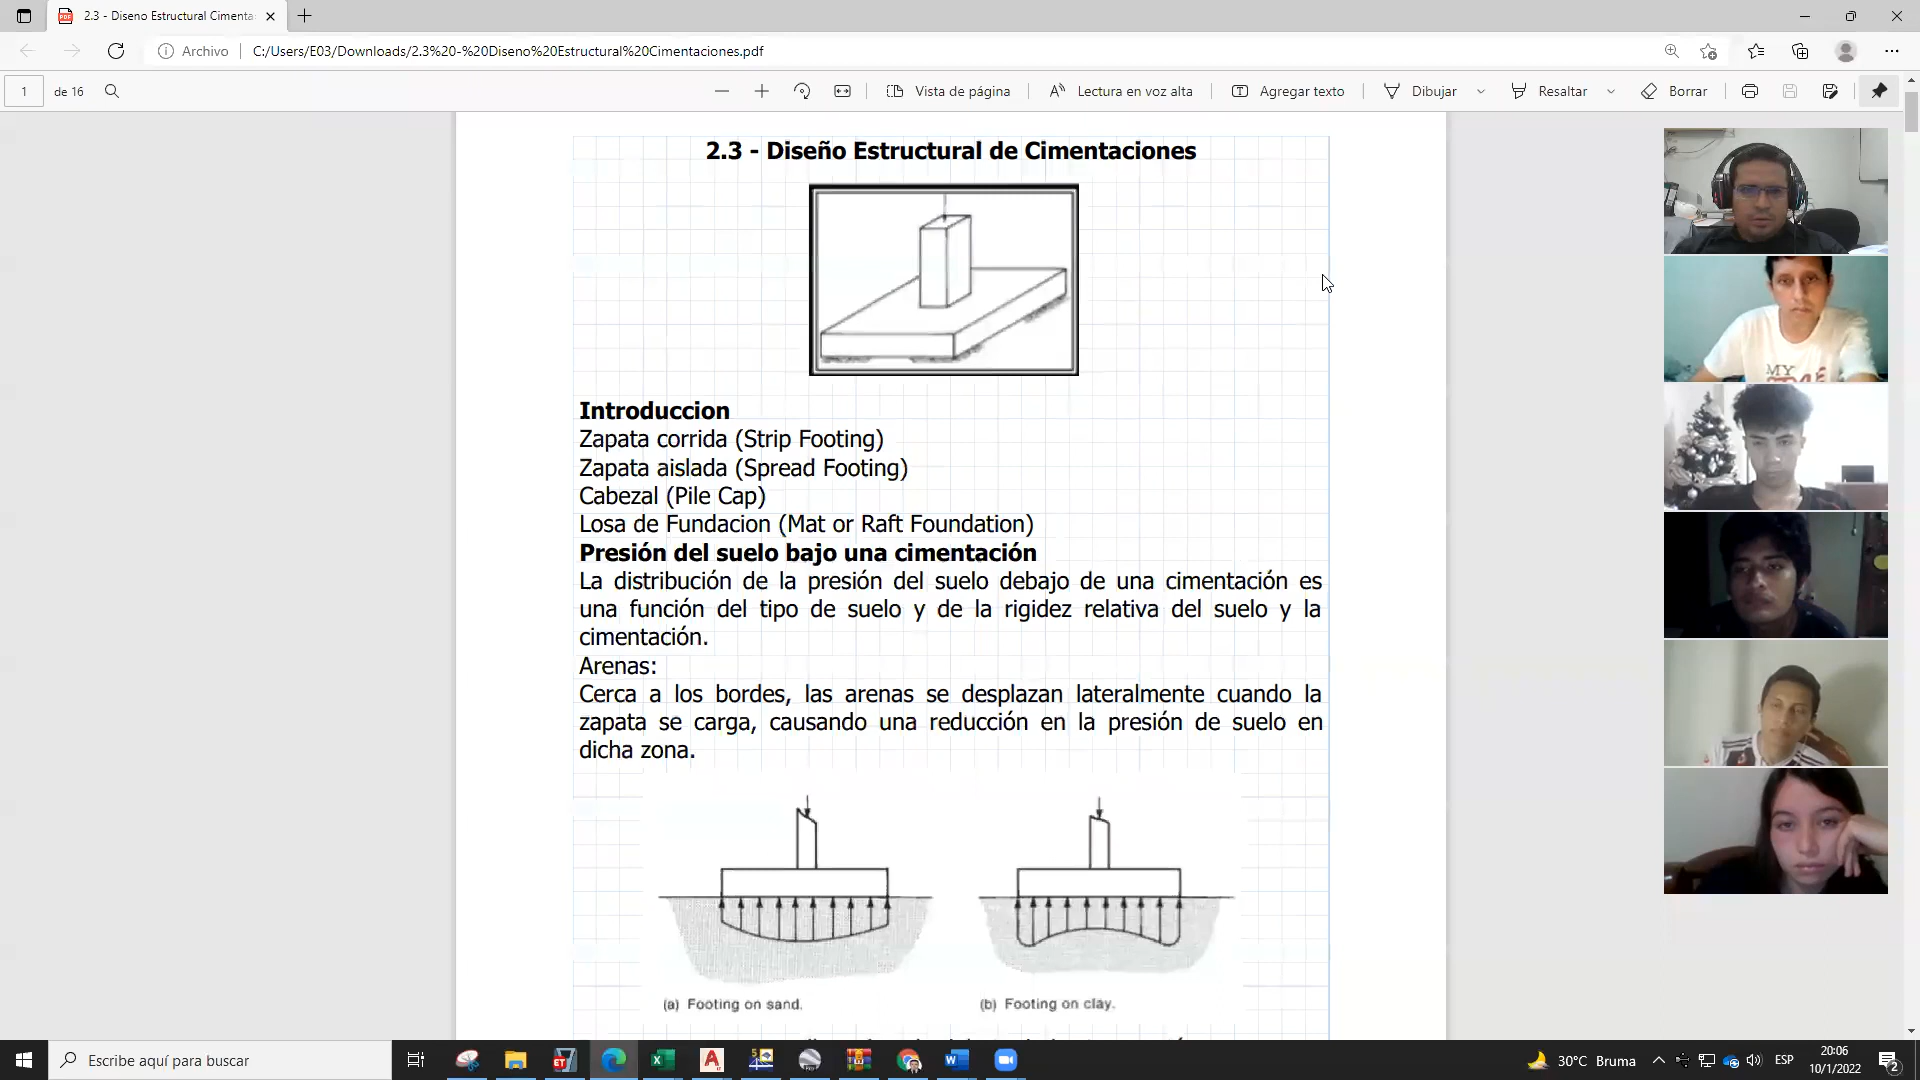 2.3 - Diseno Estructural Cimenta
Archivo
C:/Users/E03/Downloads/2.3%20-%20Diseno%20Estructural%20Cimentaciones.pdf
1 de 16
Vista de página
Lectura en voz alta
Agregar texto
Dibujar
Resaltar
Borrar
2.3 - Diseño Estructural de Cimentaciones
Introduccion
Zapata corrida (Strip Footing)
Zapata aislada (Spread Footing)
Cabezal (Pile Cap)
Losa de Fundacion (Mat or Raft Foundation)
Presión del suelo bajo una cimentación
La distribución de la presión del suelo debajo de una cimentación es
una función del tipo de suelo y de la rigidez relativa del suelo y la
cimentación.
Arenas:
Cerca a los bordes, las arenas se desplazan lateralmente cuando la
zapata se carga, causando una reducción en la presión de suelo en
dicha zona.
(a) Footing on sand.
(b) Footing on clay.
MY
Escribe aquí para buscar
30°C Bruma
ESP
20:06
10/1/2022
2